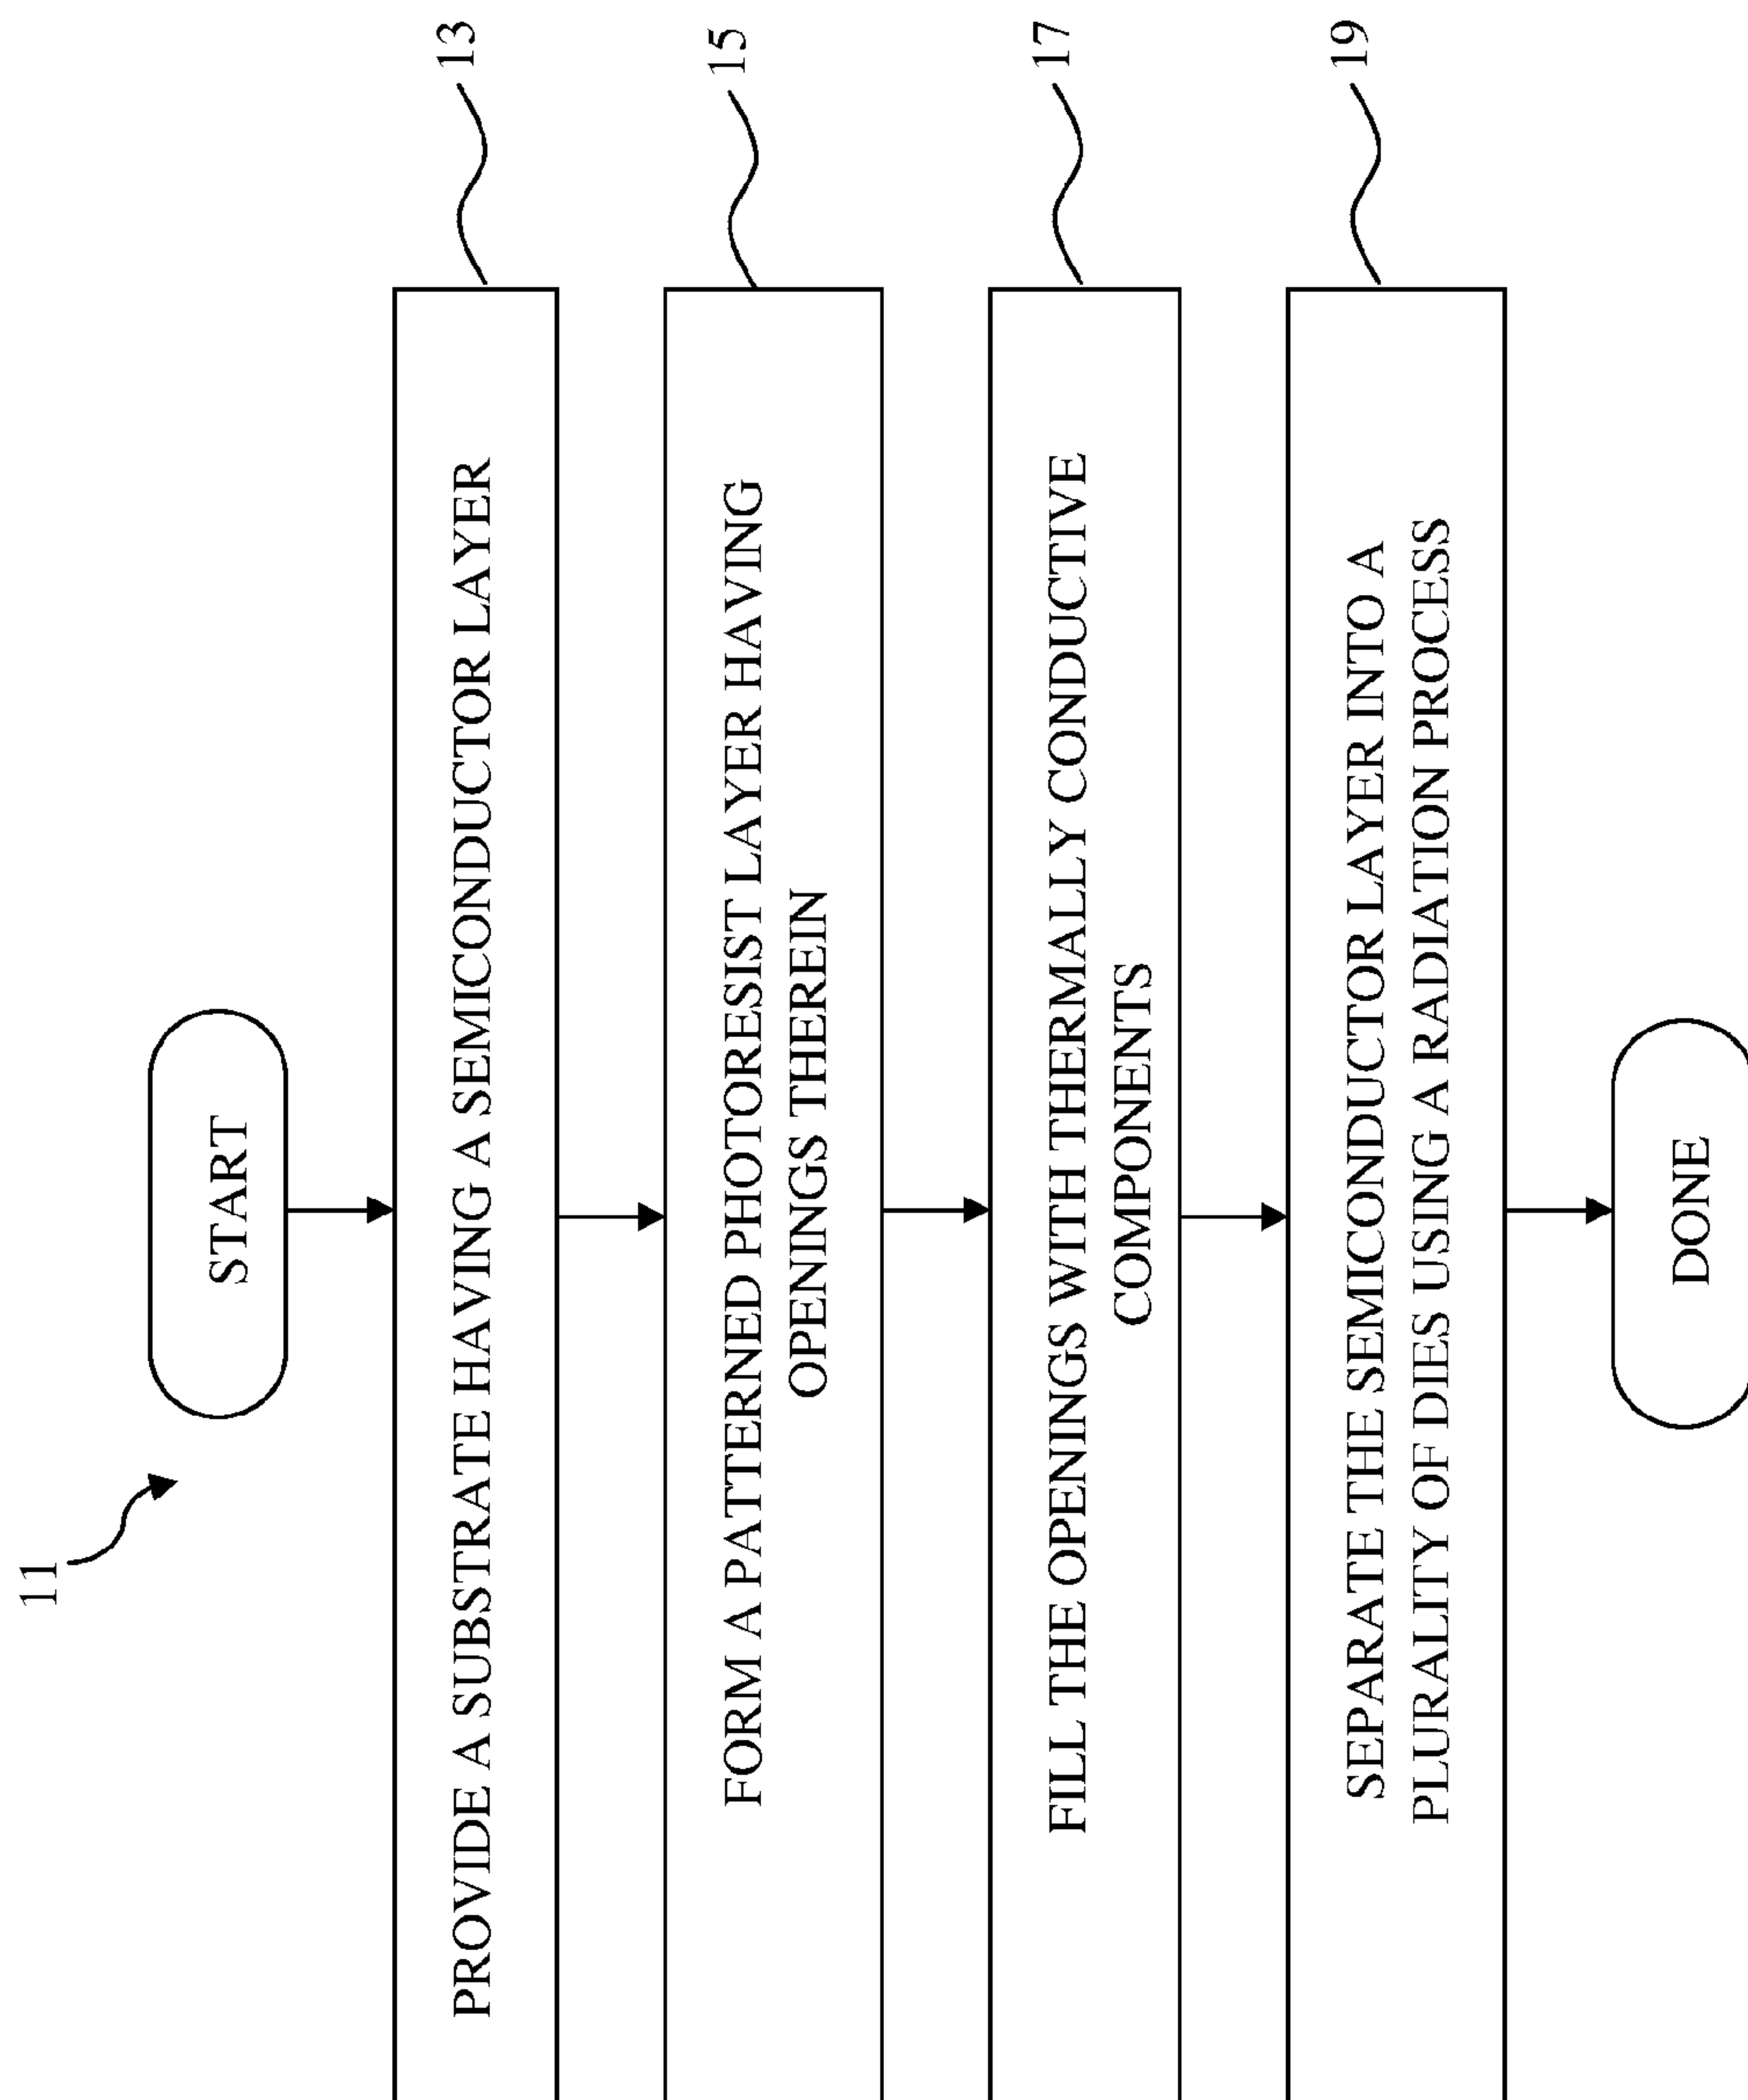 11
START
PROVIDE A SUBSTRATE HAVING A SEMICONDUCTOR LAYER
13
FORM A PATTERNED PHOTORESIST LAYER HAVING
OPENINGS THEREIN
15
FILL THE OPENINGS WITH THERMALLY CONDUCTIVE
COMPONENTS
17
SEPARATE THE SEMICONDUCTOR LAYER INTO A
PLURALITY OF DIES USING A RADIATION PROCESS
19
DONE